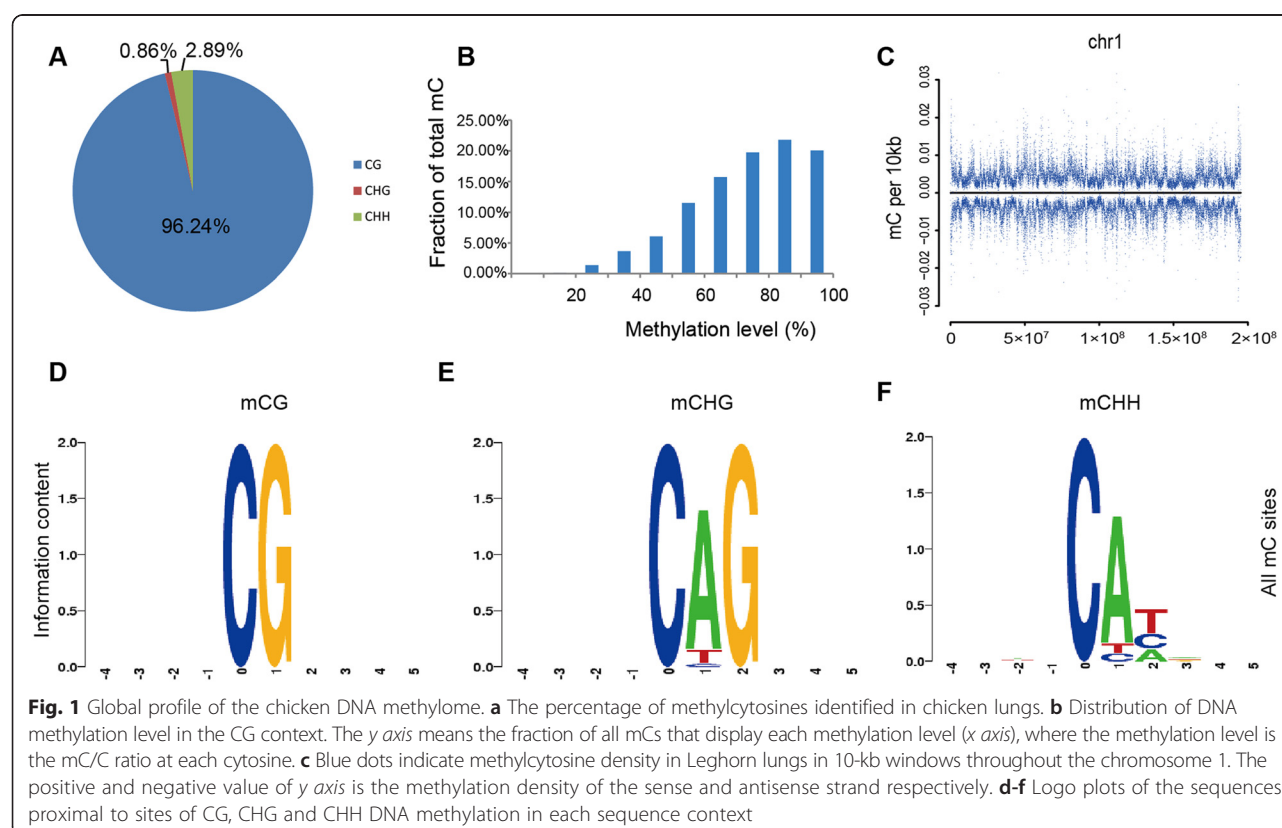 A
0.86% 2.89%
96.24%
CG
CHG
CHH
B
25.00%
20.00%
15.00%
10.00%
5.00%
0.00%
Fraction of total mC
20 40 60 80 100
Methylation level (%)
C
chr1
mC per 10kb
0.03
0.02
0.01
0.00
−0.01
−0.02
−0.03
0 5×10⁷ 1×10⁸ 1.5×10⁸ 2×10⁸
D
mCG
Information content
2.0
1.5
1.0
0.5
0.0
CG
-4 -3 -2 -1 0 1 2 3 4 5
E
mCHG
2.0
1.5
1.0
0.5
0.0
CAG
T
C
-4 -3 -2 -1 0 1 2 3 4 5
F
mCHH
2.0
1.5
1.0
0.5
0.0
CAT
TC
CA
-4 -3 -2 -1 0 1 2 3 4 5
All mC sites
Fig. 1 Global profile of the chicken DNA methylome. a The percentage of methylcytosines identified in chicken lungs. b Distribution of DNA
methylation level in the CG context. The y axis means the fraction of all mCs that display each methylation level (x axis), where the methylation level is
the mC/C ratio at each cytosine. c Blue dots indicate methylcytosine density in Leghorn lungs in 10-kb windows throughout the chromosome 1. The
positive and negative value of y axis is the methylation density of the sense and antisense strand respectively. d-f Logo plots of the sequences
proximal to sites of CG, CHG and CHH DNA methylation in each sequence context